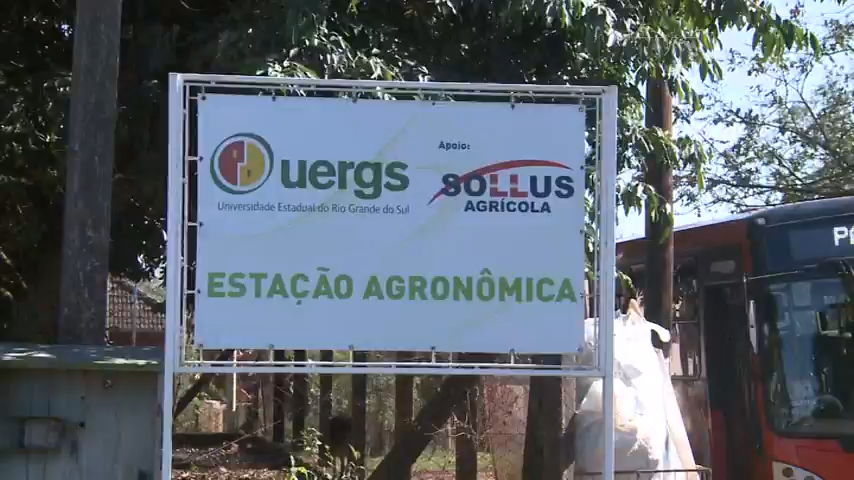 uergs
Universidade Estadual do Rio Grande do Sul
Apoio:
SOLLUS
AGRÍCOLA
ESTAÇÃO AGRONÔMICA